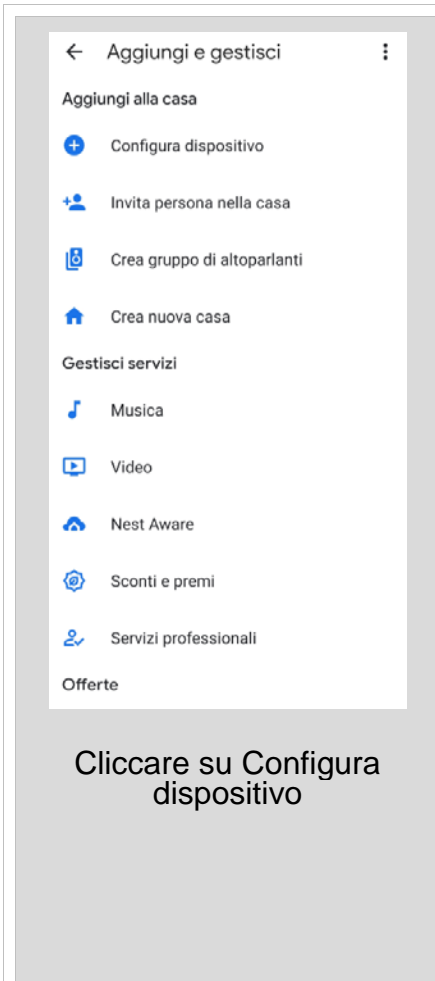 Aggiungi e gestisci
Aggiungi alla casa
Configura dispositivo
Invita persona nella casa
Crea gruppo di altoparlanti
Crea nuova casa
Gestisci servizi
Musica
Video
Nest Aware
Sconti e premi
Servizi professionali
Offerte
Cliccare su Configura
dispositivo